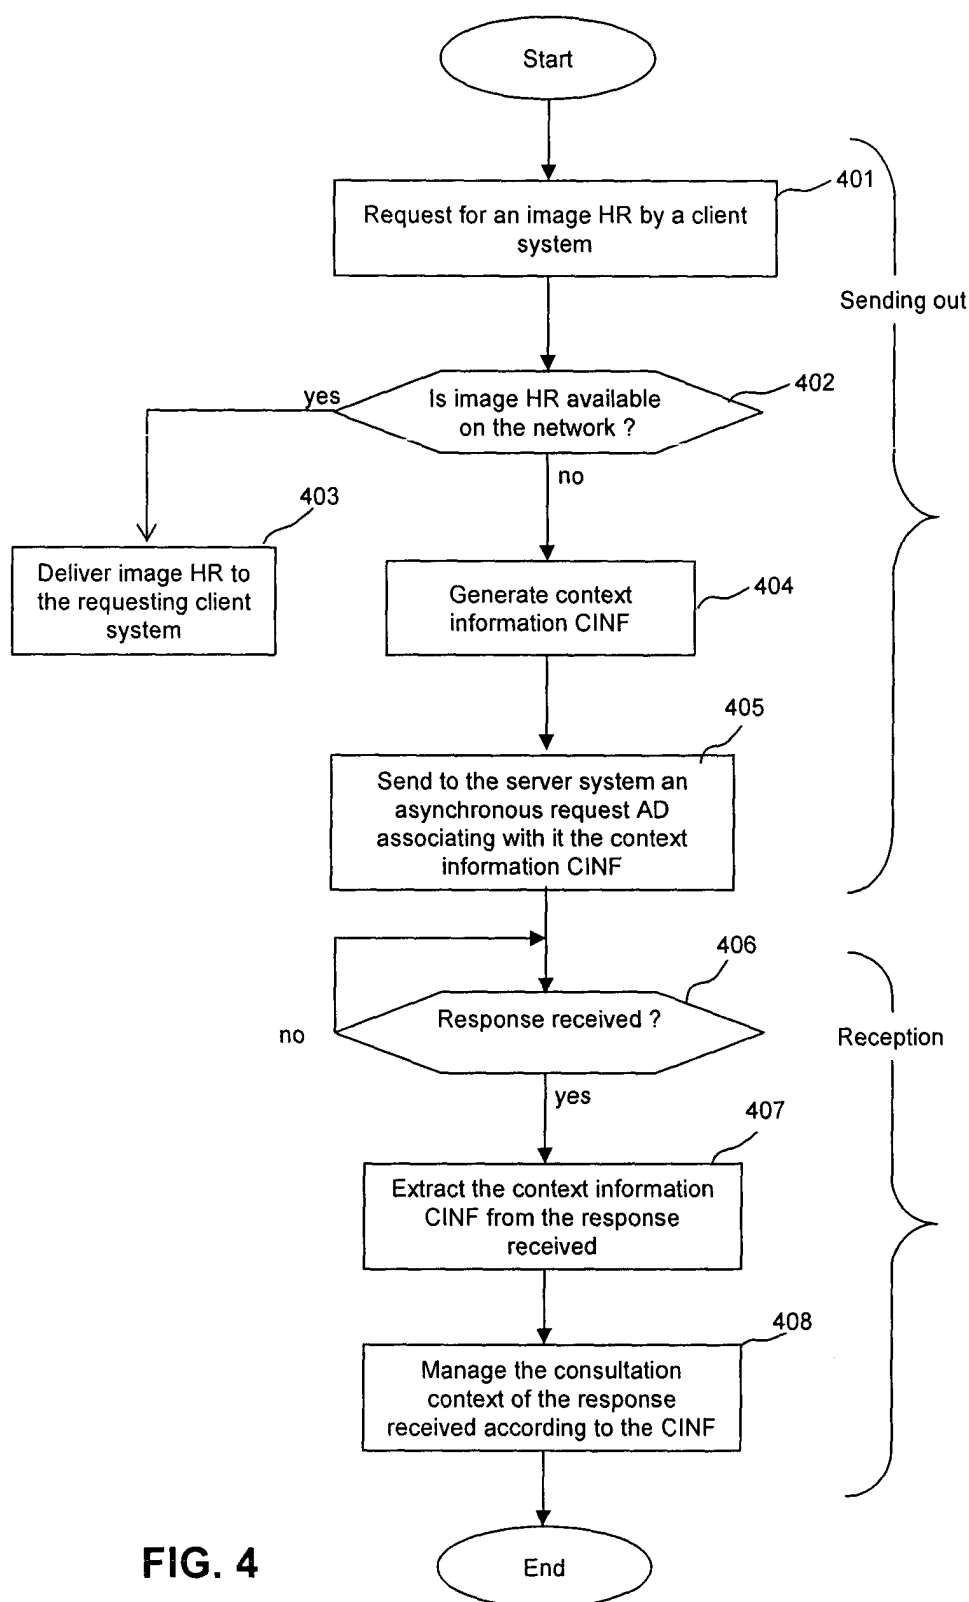 Start
401
Request for an image HR by a client
system
Sending out
402
yes
Is image HR available
on the network ?
no
403
Deliver image HR to
the requesting client
system
404
Generate context
information CINF
405
Send to the server system an
asynchronous request AD
associating with it the context
information CINF
406
Response received ?
no
Reception
yes
407
Extract the context information
CINF from the response
received
408
Manage the consultation
context of the response
received according to the CINF
End
FIG. 4